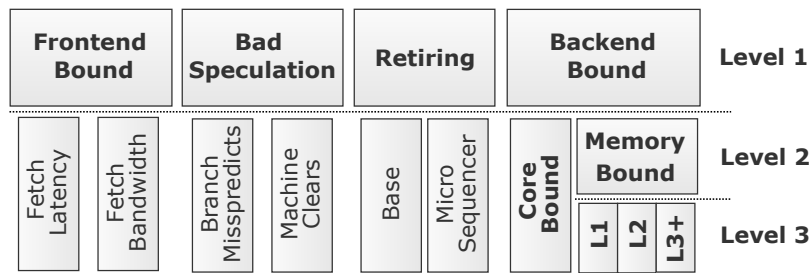 Frontend
Bound
Bad
Speculation
Retiring
Backend
Bound
Level 1
Fetch
Latency
Fetch
Bandwidth
Branch
Misspredicts
Machine
Clears
Base
Micro
Sequencer
Core
Bound
Memory
Bound
Level 2
L1
L2
L3+
Level 3